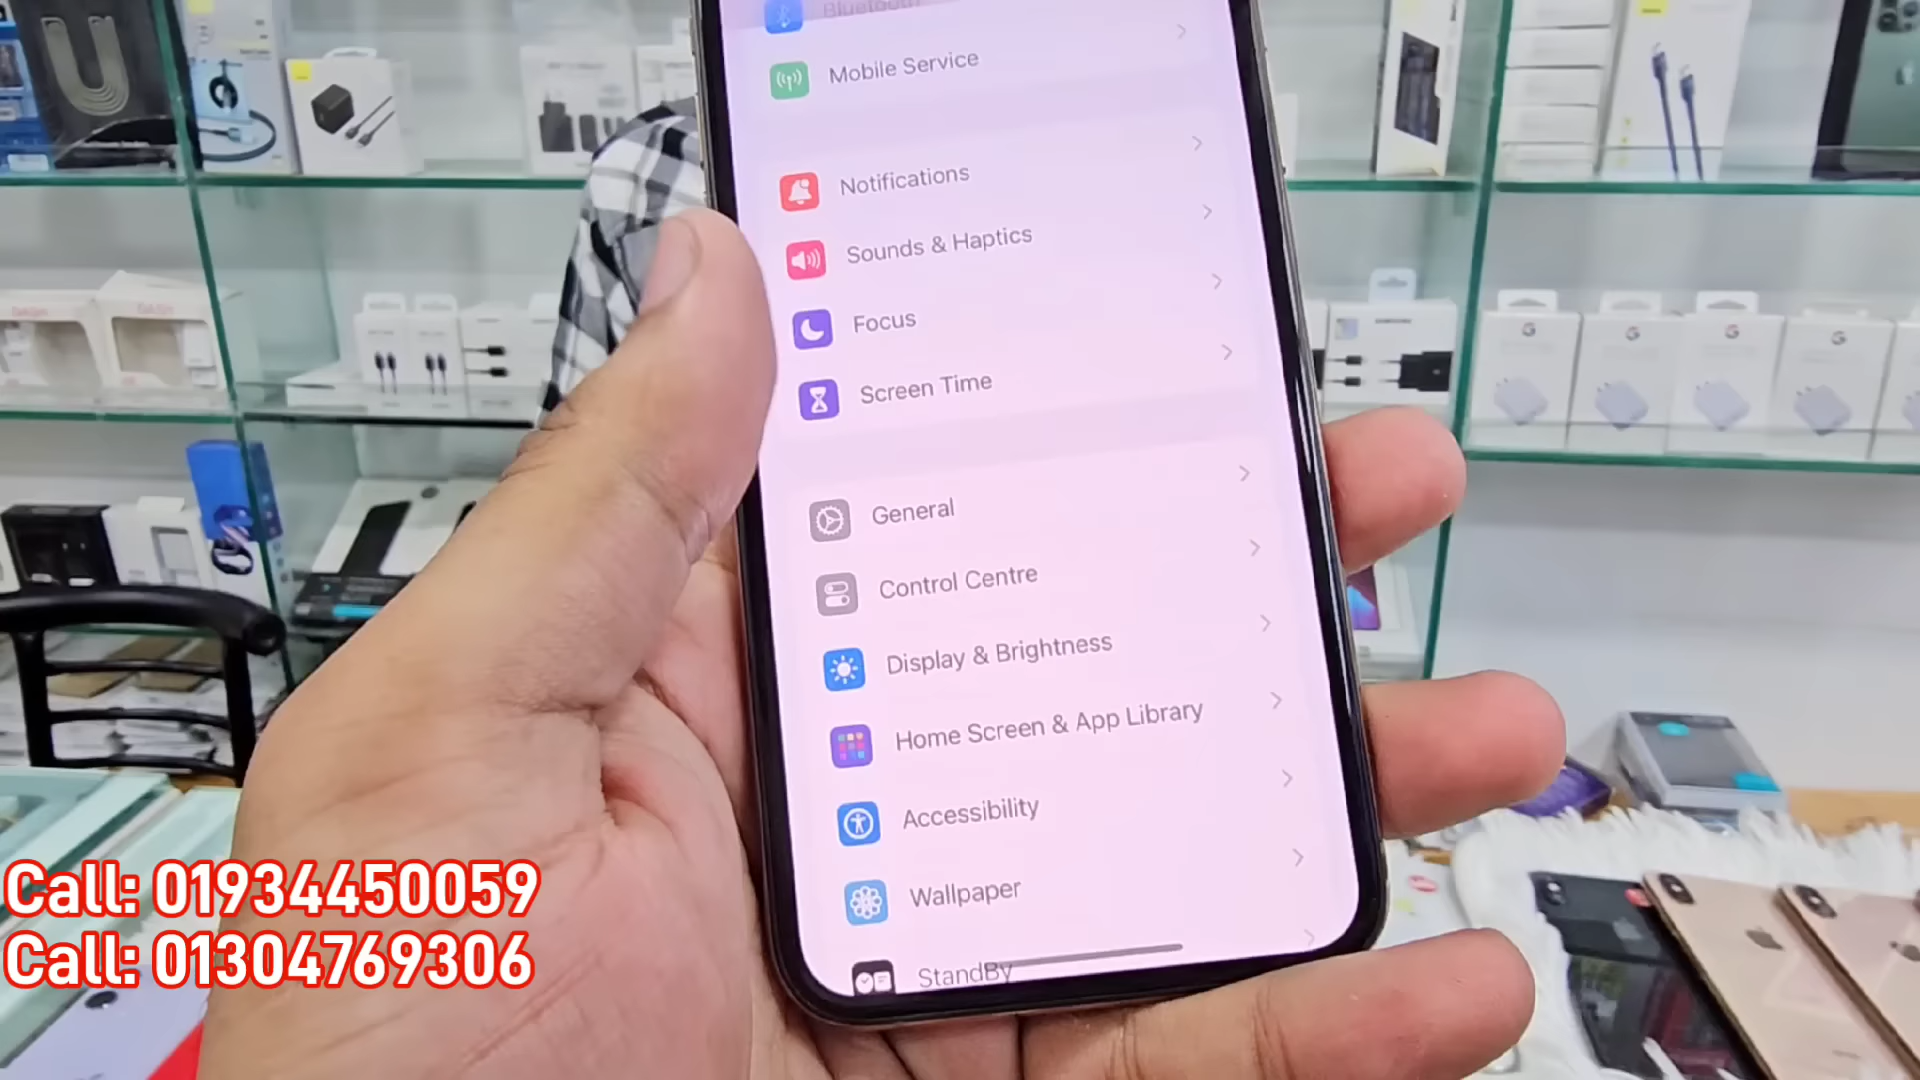 Bluetooth
Mobile Service
Notifications
Sounds & Haptics
Focus
Screen Time
General
Control Centre
Display & Brightness
Home Screen & App Library
Accessibility
Wallpaper
StandBy
Call: 01934450059
Call: 01304769306